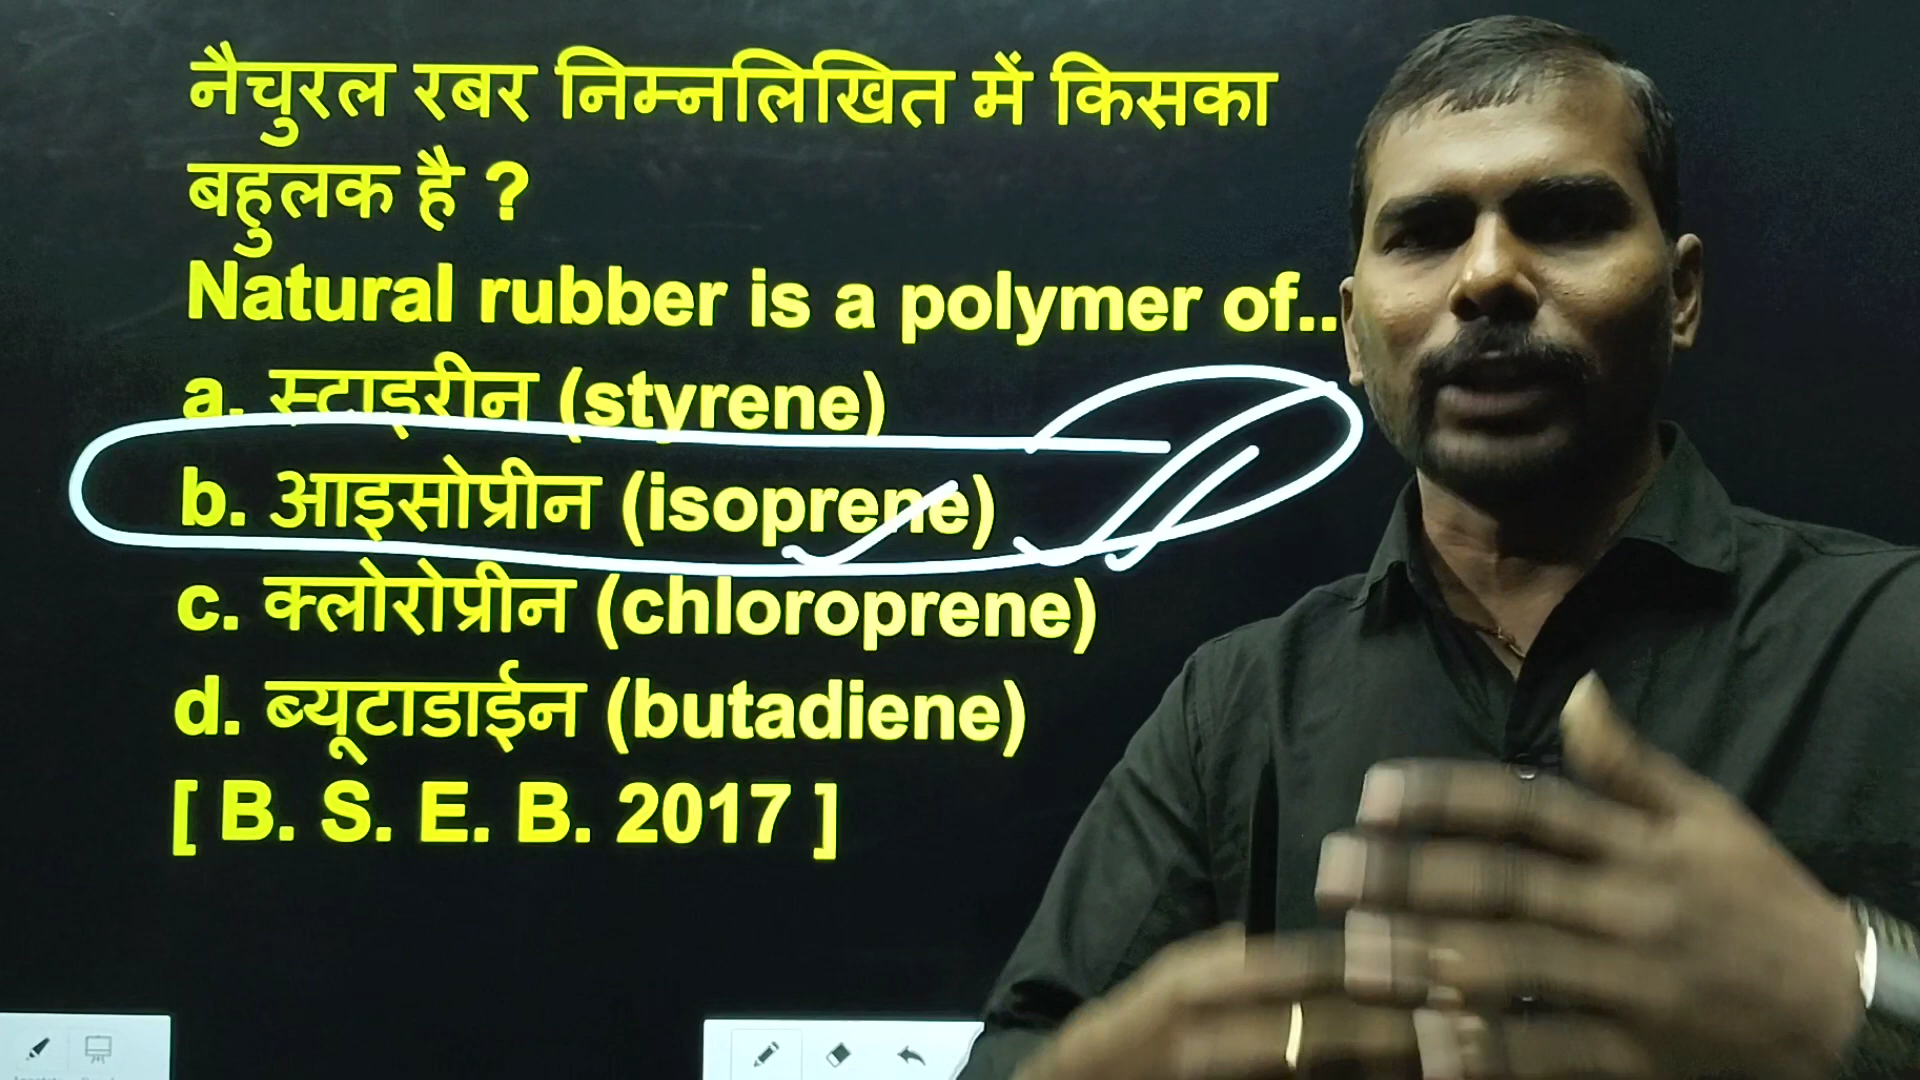 नैचुरल रबर निम्नलिखित में किसका
बहुलक है ?
Natural rubber is a polymer of..
a. स्टाइरीन (styrene)
b. आइसोप्रीन (isoprene)
c. क्लोरोप्रीन (chloroprene)
d. ब्यूटाडाईन (butadiene)
[ B. S. E. B. 2017 ]